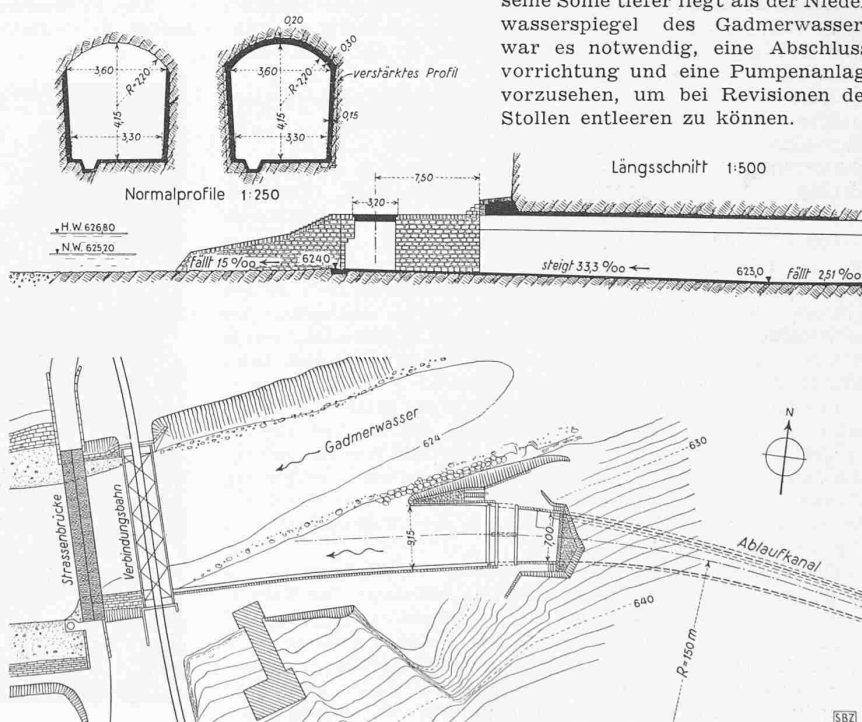 seine Sohle tiefer liegt als der Nieder
wasserspiegel des Gadmerwasser
war es notwendig, eine Abschluss
vorrichtung und eine Pumpenanlag
vorzusehen, um bei Revisionen de
Stollen entleeren zu können.
0,20
0,30
3,60
R=2,20
4,15
3,30
3,60
R=2,20
4,15
3,30
verstärktes Profil
0,15
Normalprofile 1:250
Längsschnitt 1:500
7,50
3,20
H.W. 626,80
N.W. 625,20
fällt 15 ‰
624,0
steigt 33,3 ‰
623,0
fällt 2,51 ‰
Gadmerwasser
624
630
N
Strassenbrücke
Verbindungsbahn
9,15
7,00
Ablaufkanal
640
R=150m
SBZ